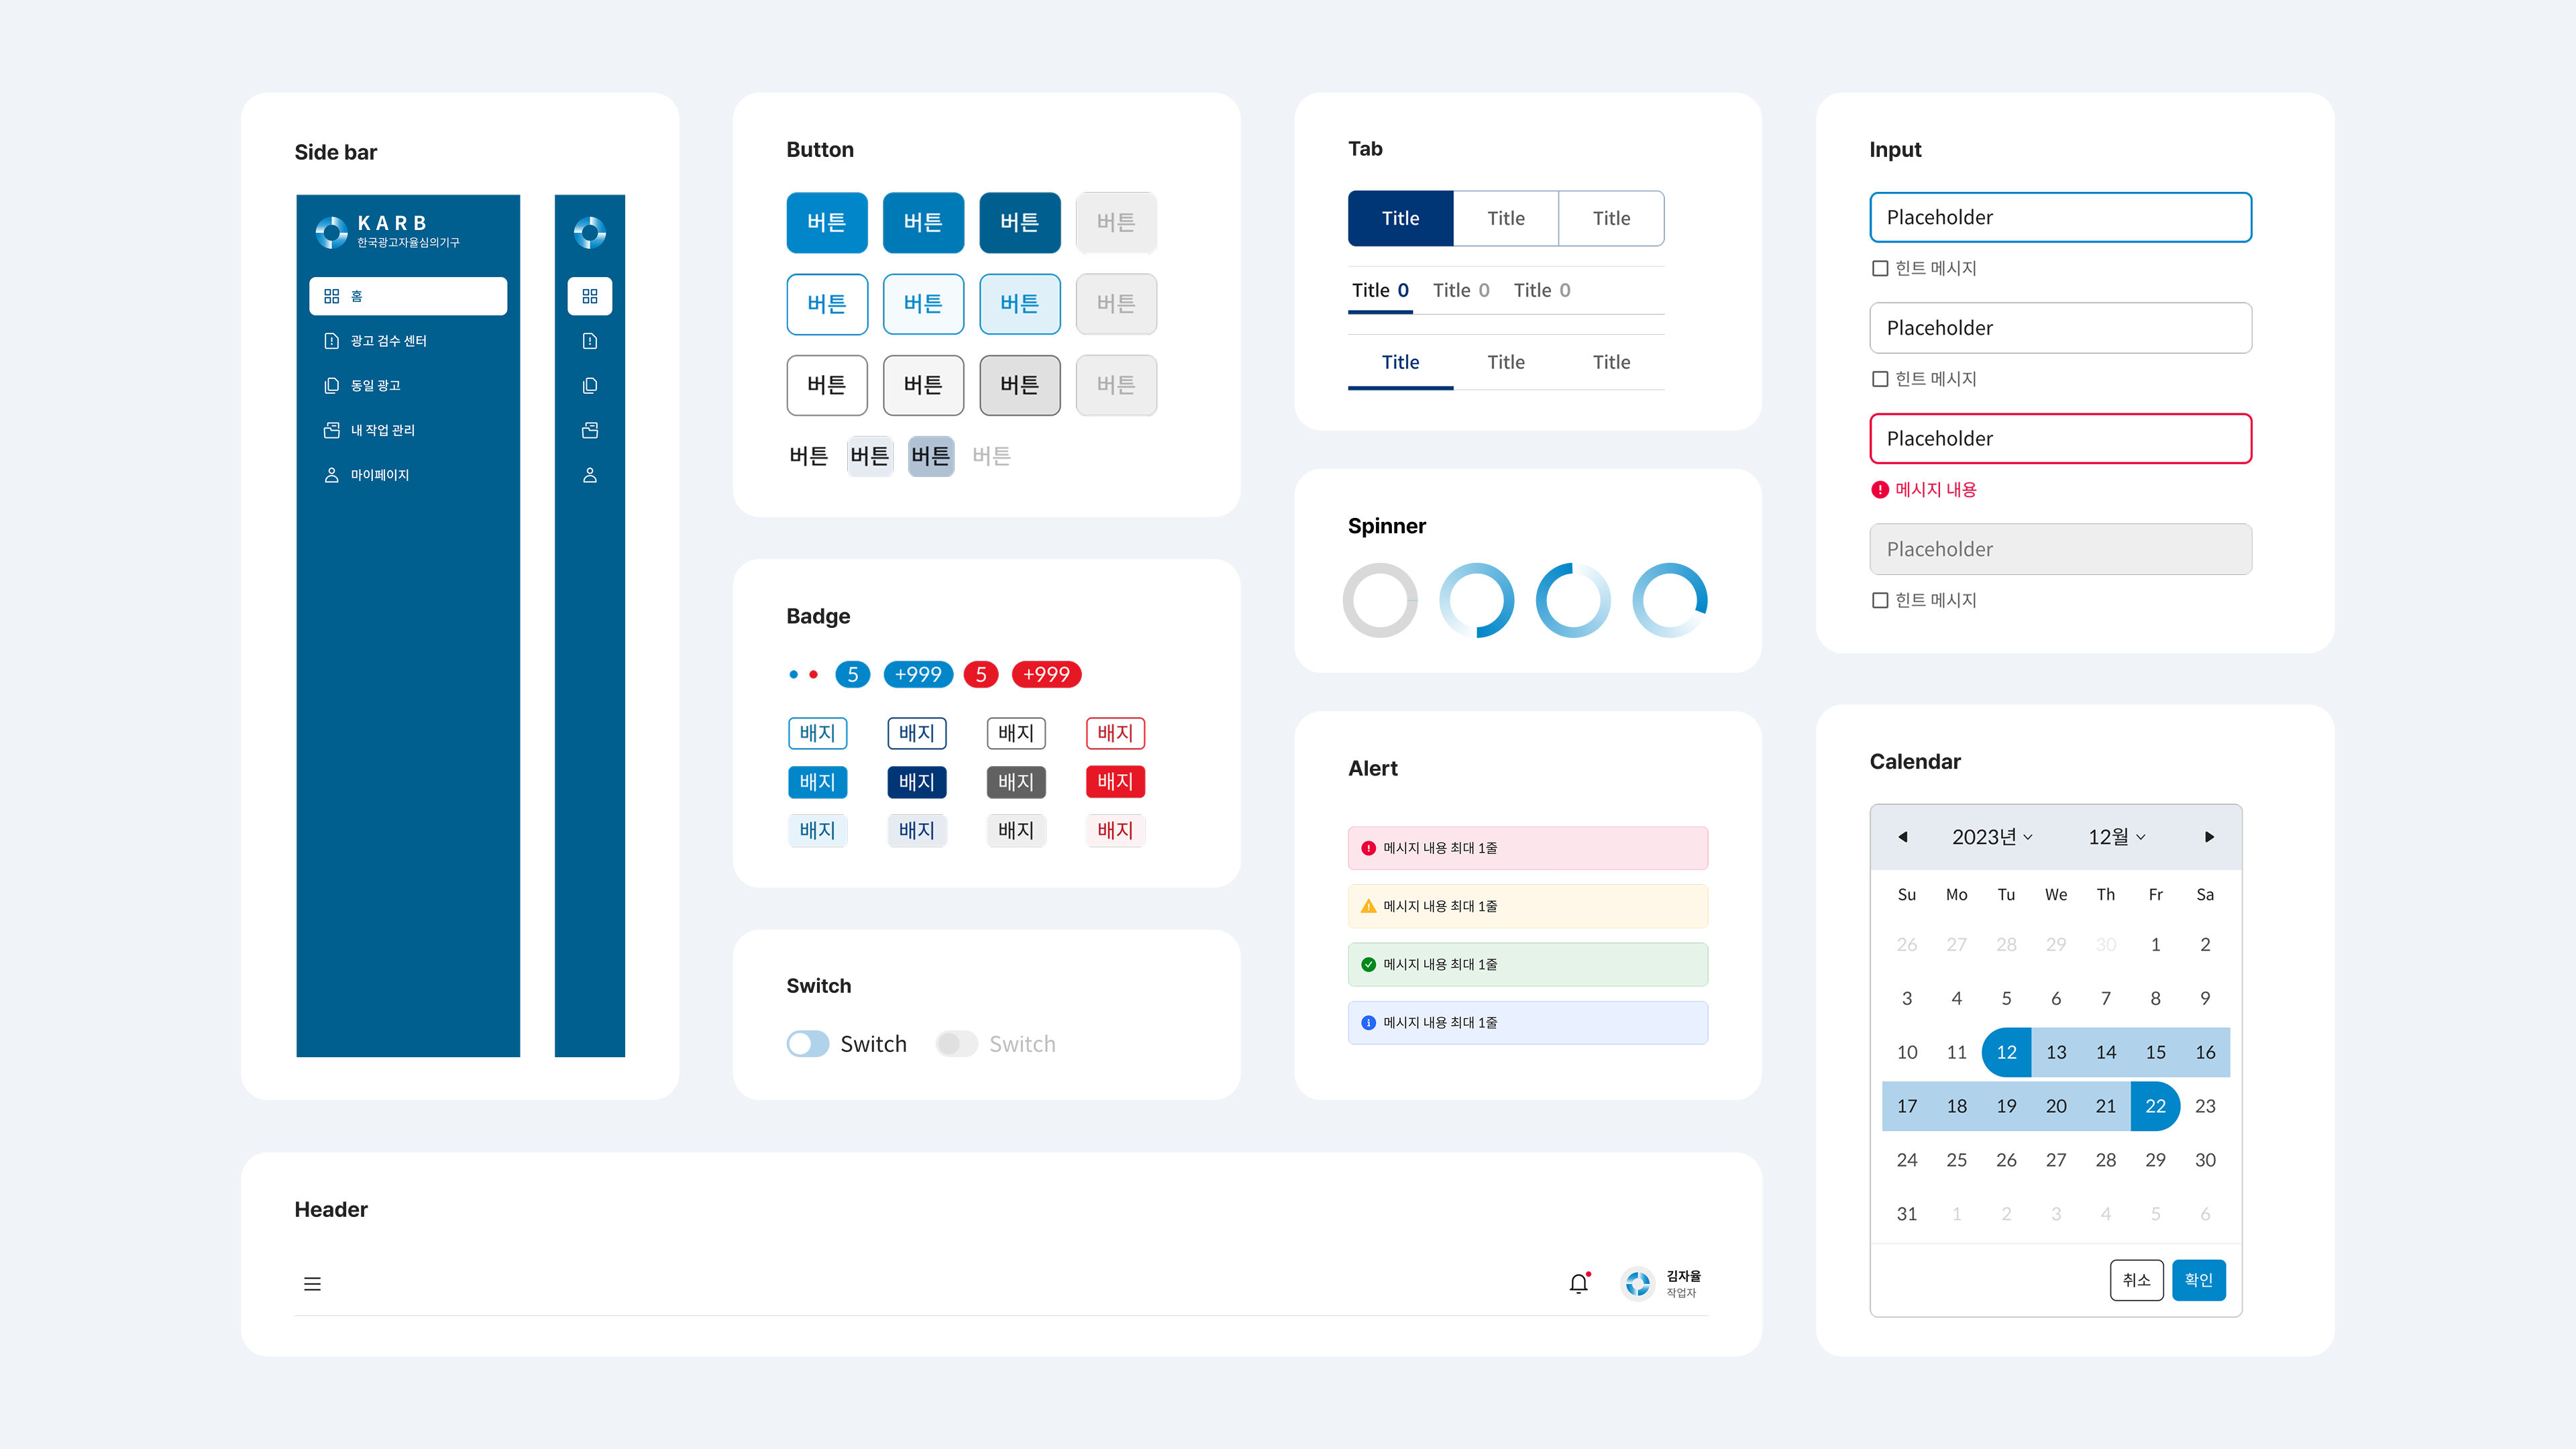 Side bar
KARB
한국광고자율심의기구
홈
광고 검수 센터
동일 광고
내 작업 관리
마이페이지
Button
버튼 버튼 버튼 버튼
버튼 버튼 버튼 버튼
버튼 버튼 버튼 버튼
버튼 버튼 버튼 버튼
Badge
5 +999 5 +999
배지 배지 배지 배지
배지 배지 배지 배지
배지 배지 배지 배지
Switch
Switch Switch
Tab
Title Title Title
Title 0 Title 0 Title 0
Title Title Title
Spinner
Alert
메시지 내용 최대 1줄
메시지 내용 최대 1줄
메시지 내용 최대 1줄
메시지 내용 최대 1줄
Input
Placeholder
힌트 메시지
Placeholder
힌트 메시지
Placeholder
메시지 내용
Placeholder
힌트 메시지
Calendar
2023년 12월
Su Mo Tu We Th Fr Sa
26 27 28 29 30 1 2
3 4 5 6 7 8 9
10 11 12 13 14 15 16
17 18 19 20 21 22 23
24 25 26 27 28 29 30
31 1 2 3 4 5 6
취소 확인
Header
김자율
작업자